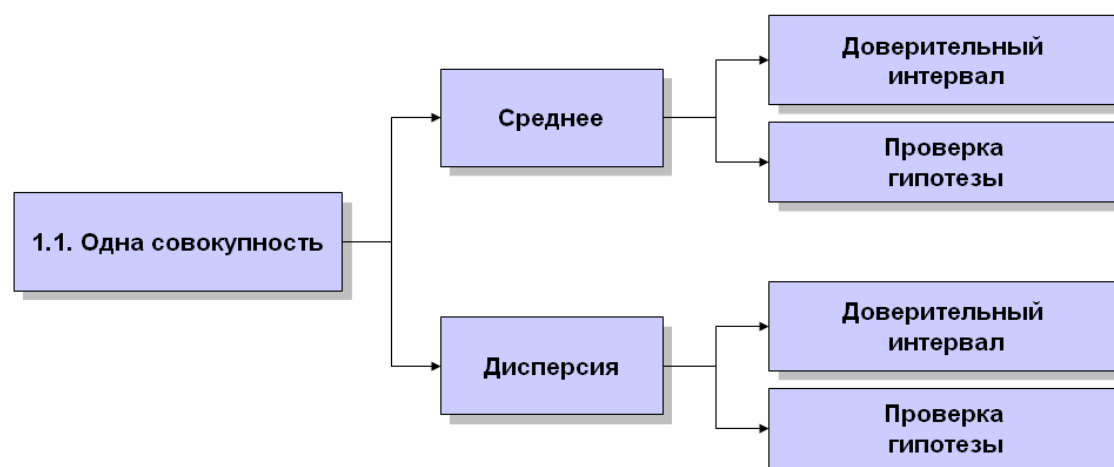 1.1. Одна совокупность
Среднее
Доверительный
интервал
Проверка
гипотезы
Дисперсия
Доверительный
интервал
Проверка
гипотезы